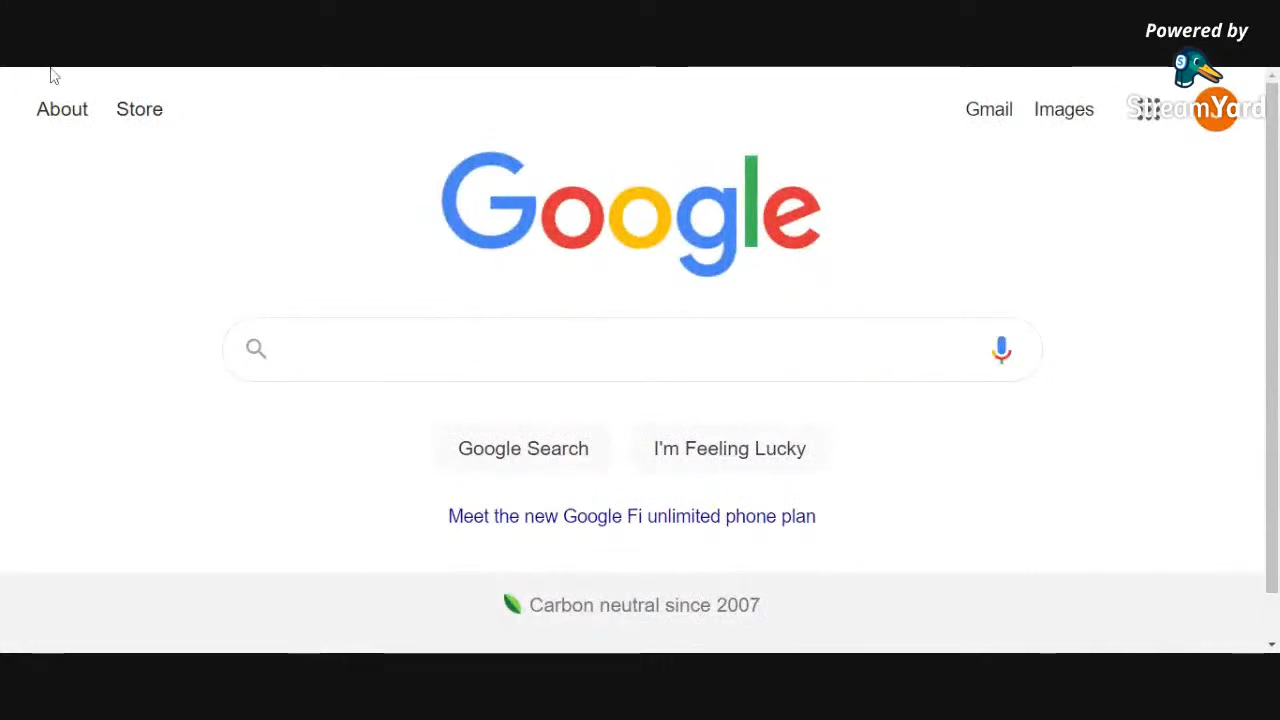 Powered by
StreamYard
About Store Gmail Images
Google
Google Search I'm Feeling Lucky
Meet the new Google Fi unlimited phone plan
Carbon neutral since 2007